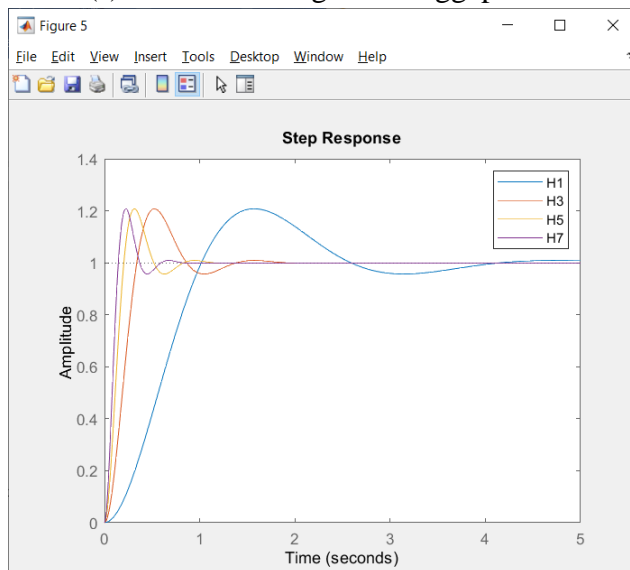 Figure 5
File Edit View Insert Tools Desktop Window Help
Step Response
1.4
1.2
1
0.8
0.6
0.4
0.2
0
Amplitude
H1
H3
H5
H7
0 1 2 3 4 5
Time (seconds)